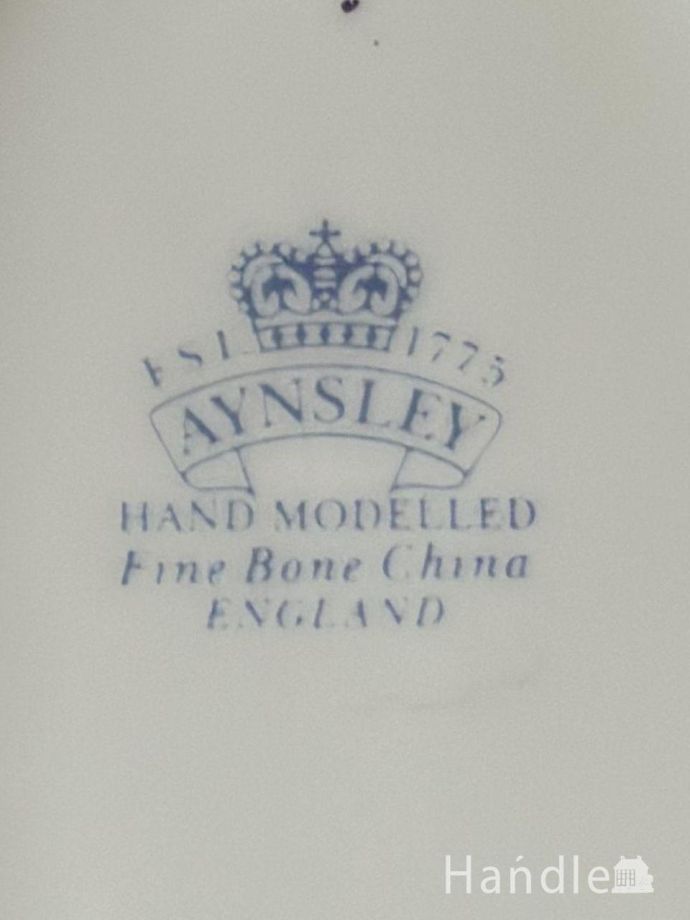 EST. 1775
AYNSLEY
HAND MODELLED
Fine Bone China
ENGLAND
Handle